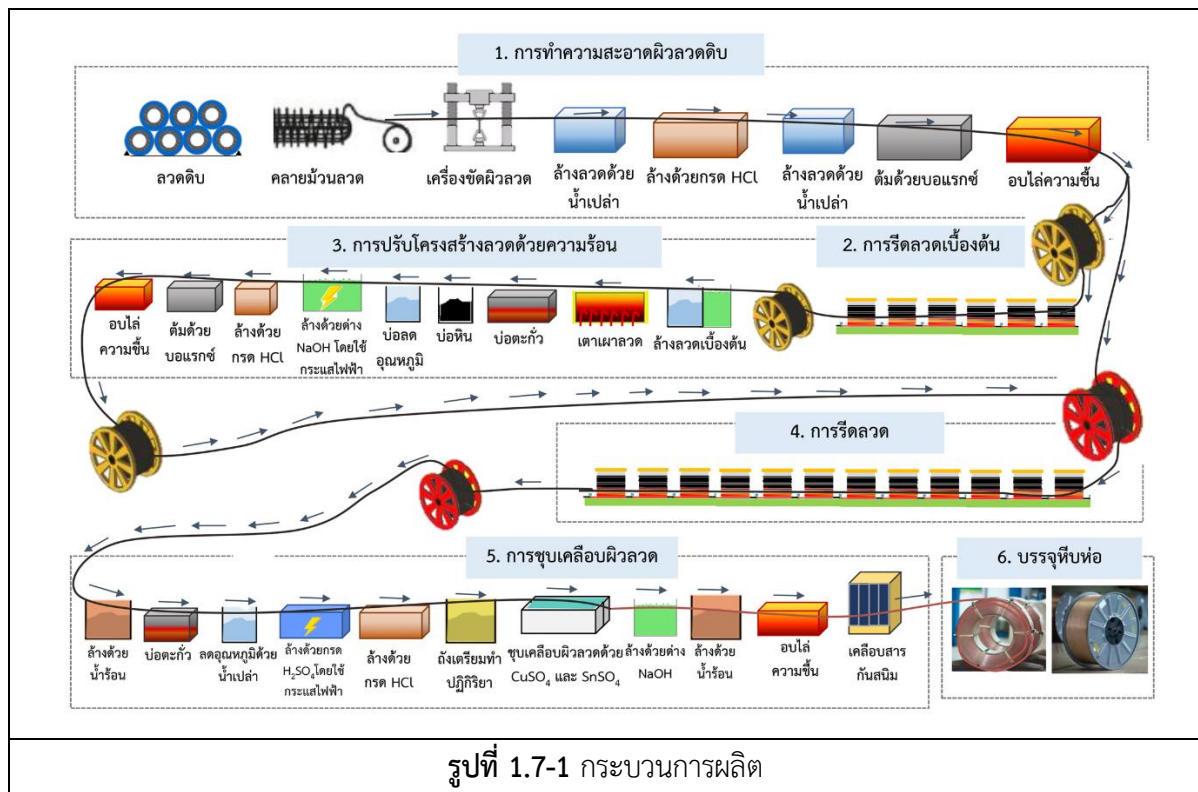 1. การทำความสะอาดผิวลวดดิบ
ลวดดิบ
คลายม้วนลวด
เครื่องขัดผิวลวด
ล้างลวดด้วย
น้ำเปล่า
ล้างด้วยกรด HCl
ล้างลวดด้วย
น้ำเปล่า
ต้มด้วยบอแรกซ์
อบไล่ความชื้น
2. การรีดลวดเบื้องต้น
3. การปรับโครงสร้างลวดด้วยความร้อน
อบไล่
ความชื้น
ต้มด้วย
บอแรกซ์
ล้างด้วย
กรด HCl
ล้างด้วยด่าง
NaOH โดยใช้
กระแสไฟฟ้า
บ่อลด
อุณหภูมิ
บ่อหิน
บ่อตะกั่ว
เตาเผาลวด
ล้างลวดเบื้องต้น
4. การรีดลวด
5. การชุบเคลือบผิวลวด
ล้างด้วย
น้ำร้อน
บ่อตะกั่ว
ลดอุณหภูมิด้วย
น้ำเปล่า
ล้างด้วยกรด
H₂SO₄โดยใช้
กระแสไฟฟ้า
ล้างด้วย
กรด HCl
ถังเตรียมทำ
ปฏิกิริยา
ชุบเคลือบผิวลวดด้วย
CuSO₄ และ SnSO₄
ล้างด้วยด่าง
NaOH
ล้างด้วย
น้ำร้อน
อบไล่
ความชื้น
เคลือบสาร
กันสนิม
6. บรรจุหีบห่อ
รูปที่ 1.7-1 กระบวนการผลิต